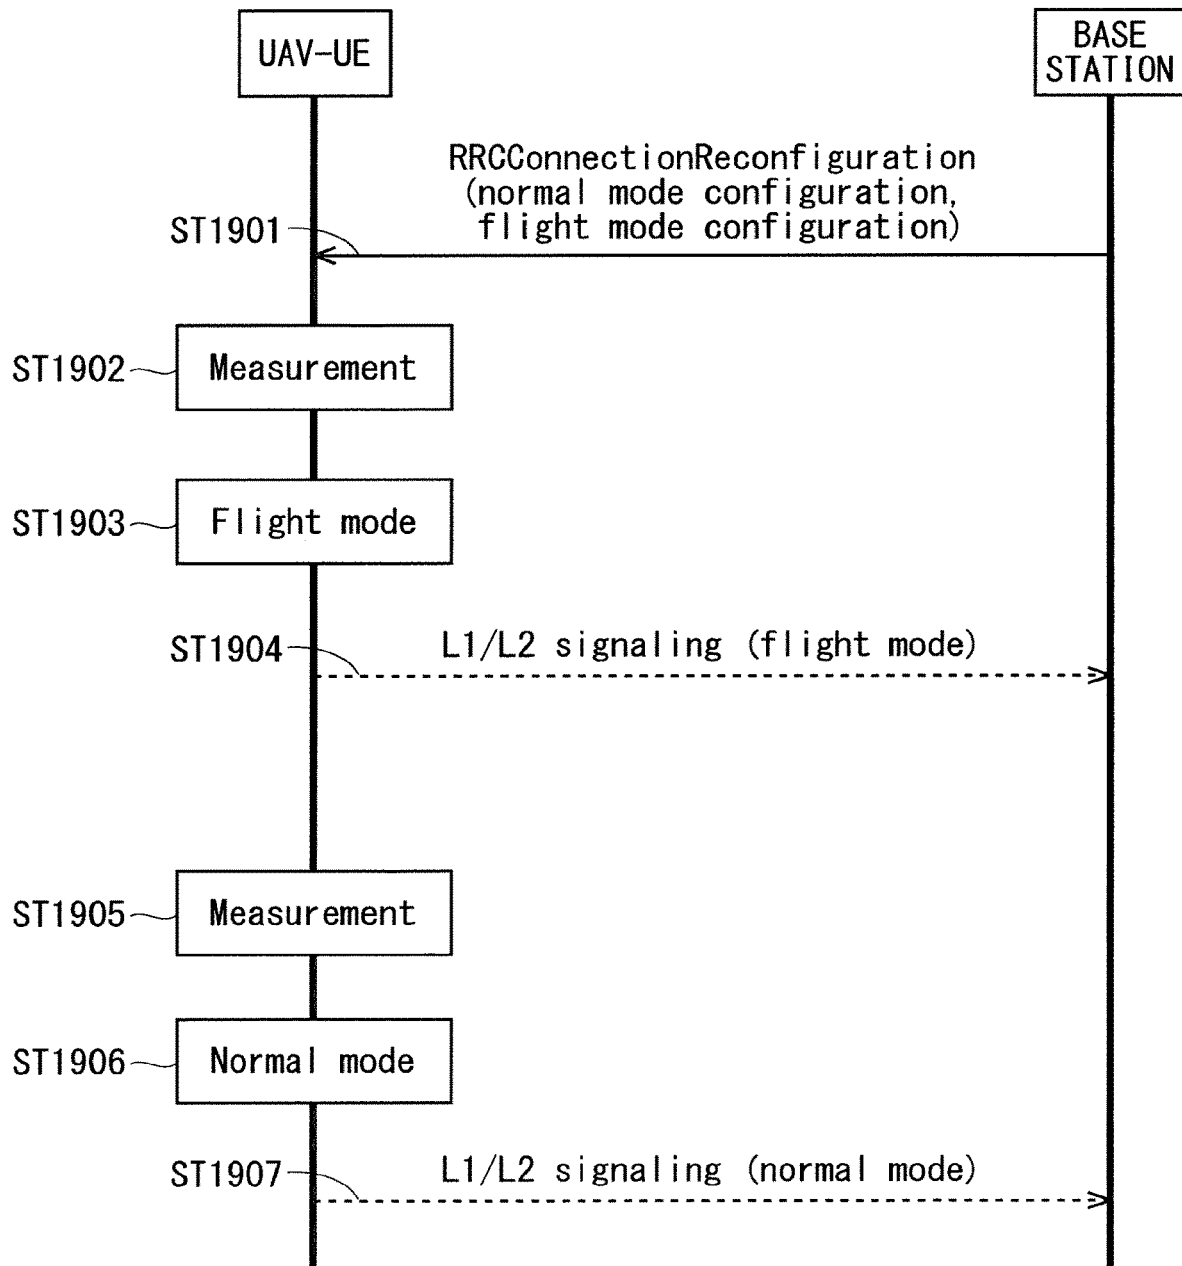 UAV-UE
BASE
STATION
RRCConnectionReconfiguration
(normal mode configuration,
flight mode configuration)
ST1901
ST1902
Measurement
ST1903
Flight mode
ST1904
L1/L2 signaling (flight mode)
ST1905
Measurement
ST1906
Normal mode
ST1907
L1/L2 signaling (normal mode)